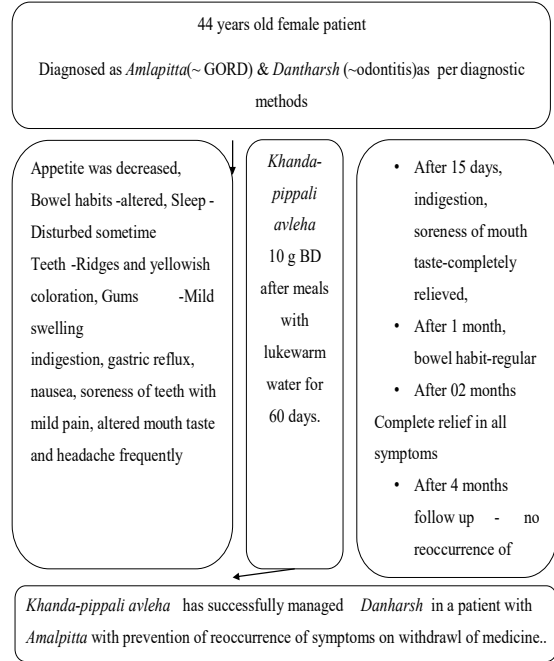 44 years old female patient
Diagnosed as Amlapitta(~ GORD) & Dantharsh (~odontitis)as per diagnostic
methods
Appetite was decreased,
Bowel habits -altered, Sleep -
Disturbed sometime
Teeth -Ridges and yellowish
coloration, Gums -Mild
swelling
indigestion, gastric reflux,
nausea, soreness of teeth with
mild pain, altered mouth taste
and headache frequently
Khanda-
pippali
avleha
10 g BD
after meals
with
lukewarm
water for
60 days.
• After 15 days,
indigestion,
soreness of mouth
taste-completely
relieved,
• After 1 month,
bowel habit-regular
• After 02 months
Complete relief in all
symptoms
• After 4 months
follow up - no
reoccurrence of
Khanda-pippali avleha has successfully managed Danharsh in a patient with
Amalpitta with prevention of reoccurrence of symptoms on withdrawl of medicine..